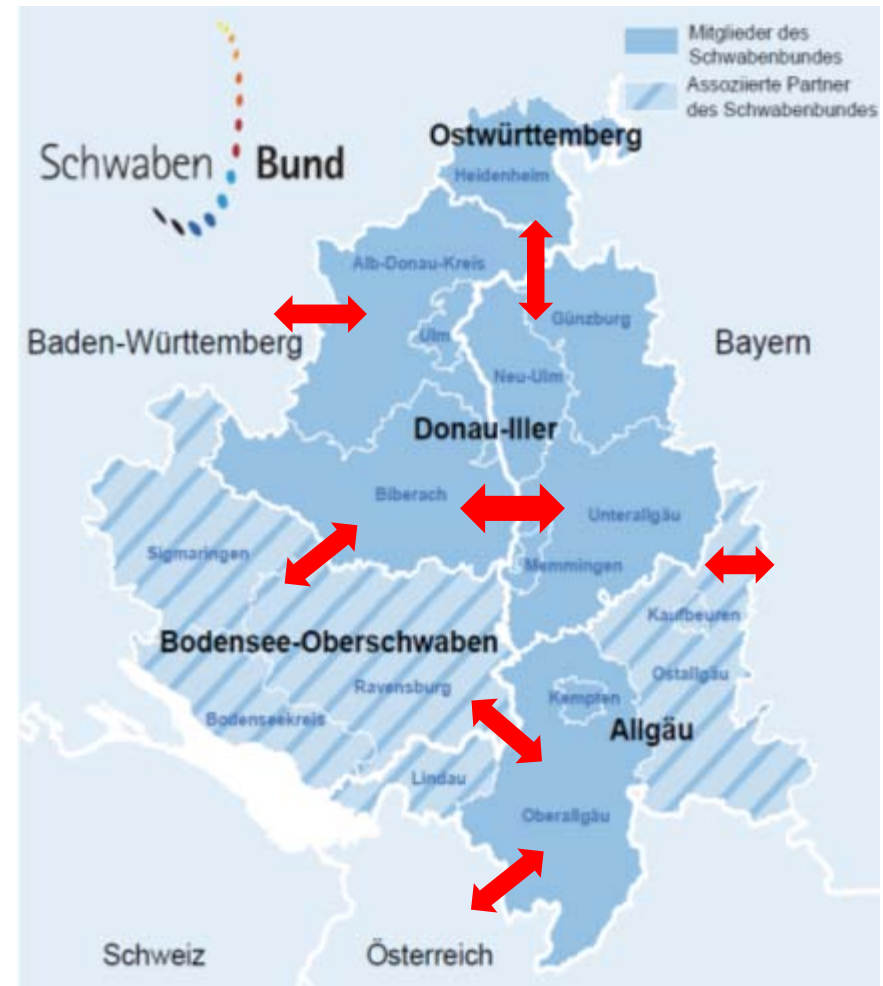 Mitglieder des
Schwabenbundes
Assoziierte Partner
des Schwabenbundes
Schwaben Bund
Ostwürttemberg
Heidenheim
Alb-Donau-Kreis
Günzburg
Ulm
Baden-Württemberg
Bayern
Neu-Ulm
Donau-Iller
Biberach
Unterallgäu
Sigmaringen
Memmingen
Kaufbeuren
Bodensee-Oberschwaben
Ostallgäu
Ravensburg
Kempten
Bodenseekreis
Allgäu
Lindau
Oberallgäu
Schweiz
Österreich